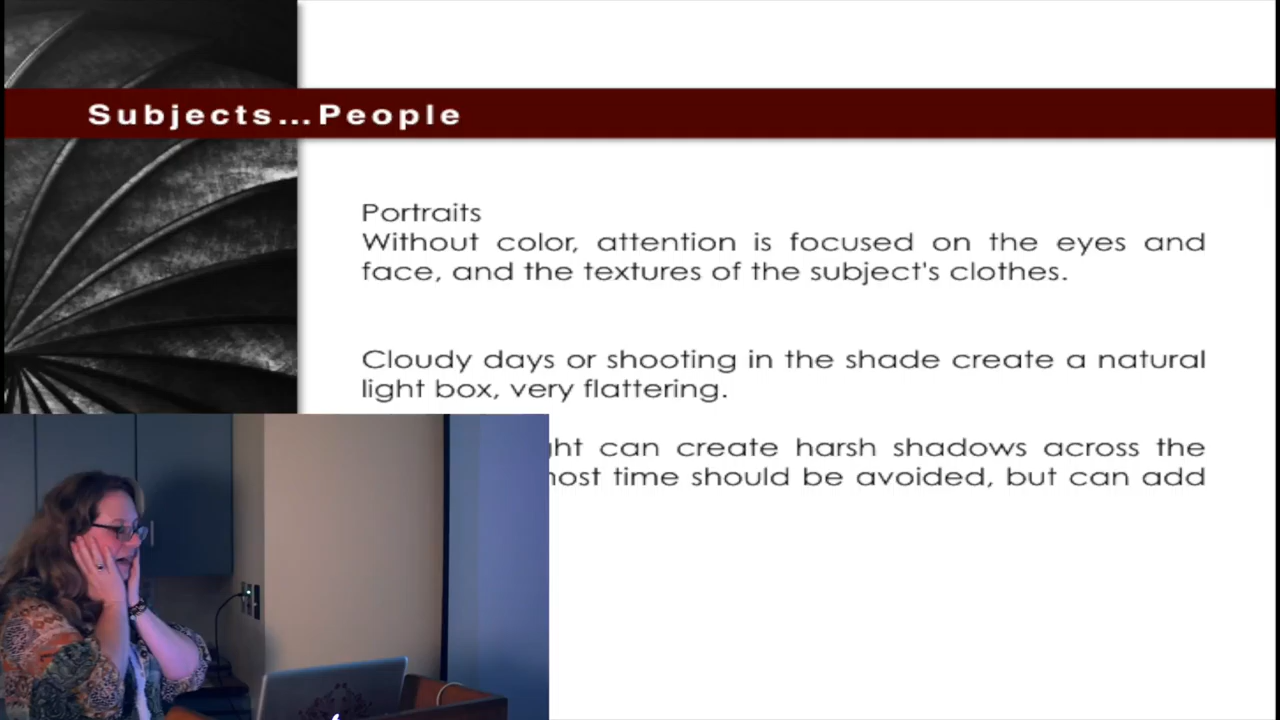 Subjects...People
Portraits
Without color, attention is focused on the eyes and
face, and the textures of the subject's clothes.
Cloudy days or shooting in the shade create a natural
light box, very flattering.
can create harsh shadows across the
time should be avoided, but can add